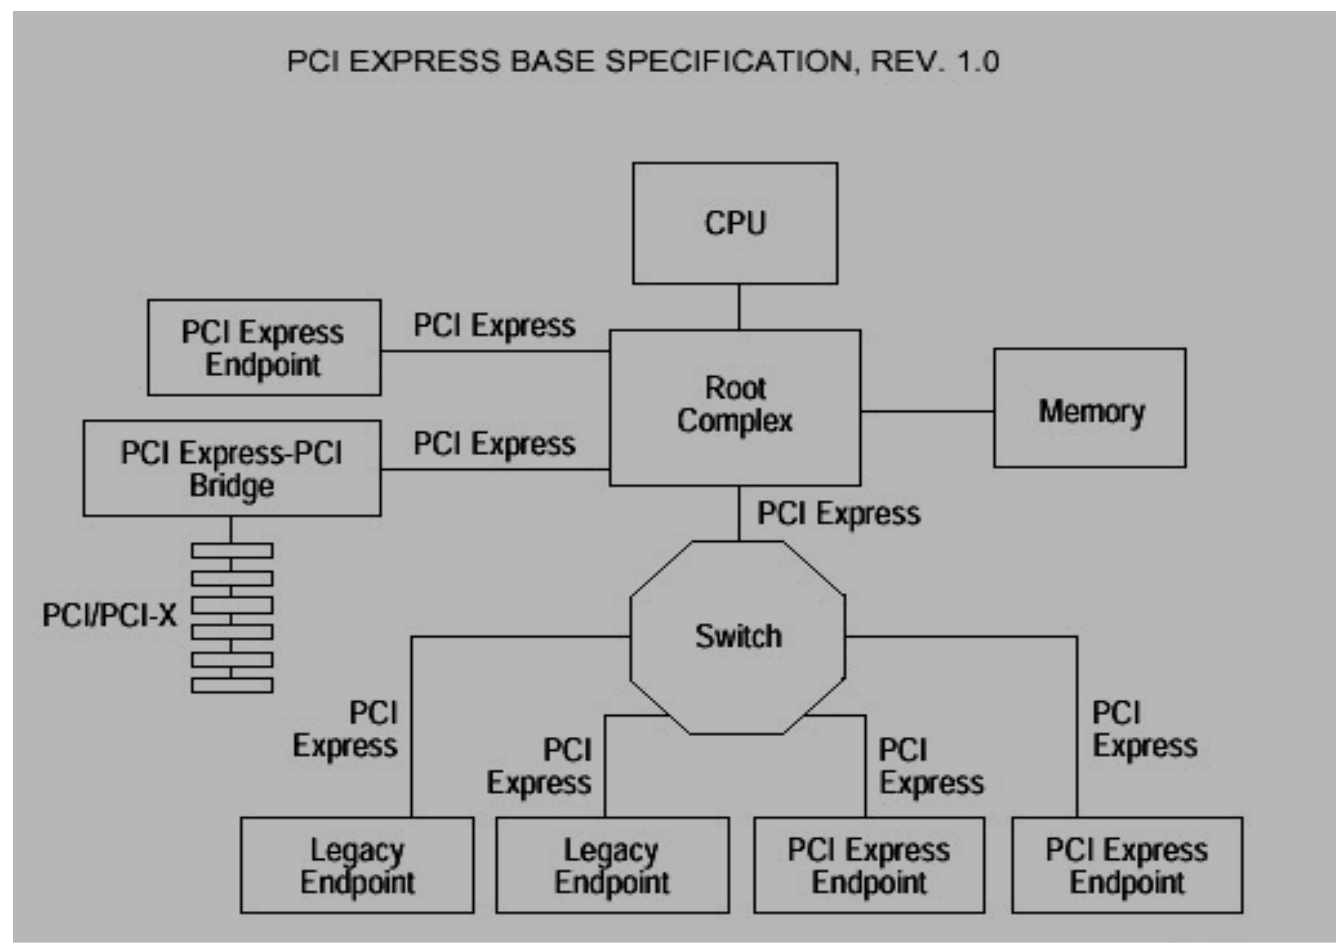 PCI EXPRESS BASE SPECIFICATION, REV. 1.0
CPU
PCI Express
Endpoint
PCI Express
Root
Complex
Memory
PCI Express-PCI
Bridge
PCI Express
PCI Express
PCI/PCI-X
Switch
PCI
Express
PCI
Express
PCI
Express
PCI
Express
Legacy
Endpoint
Legacy
Endpoint
PCI Express
Endpoint
PCI Express
Endpoint